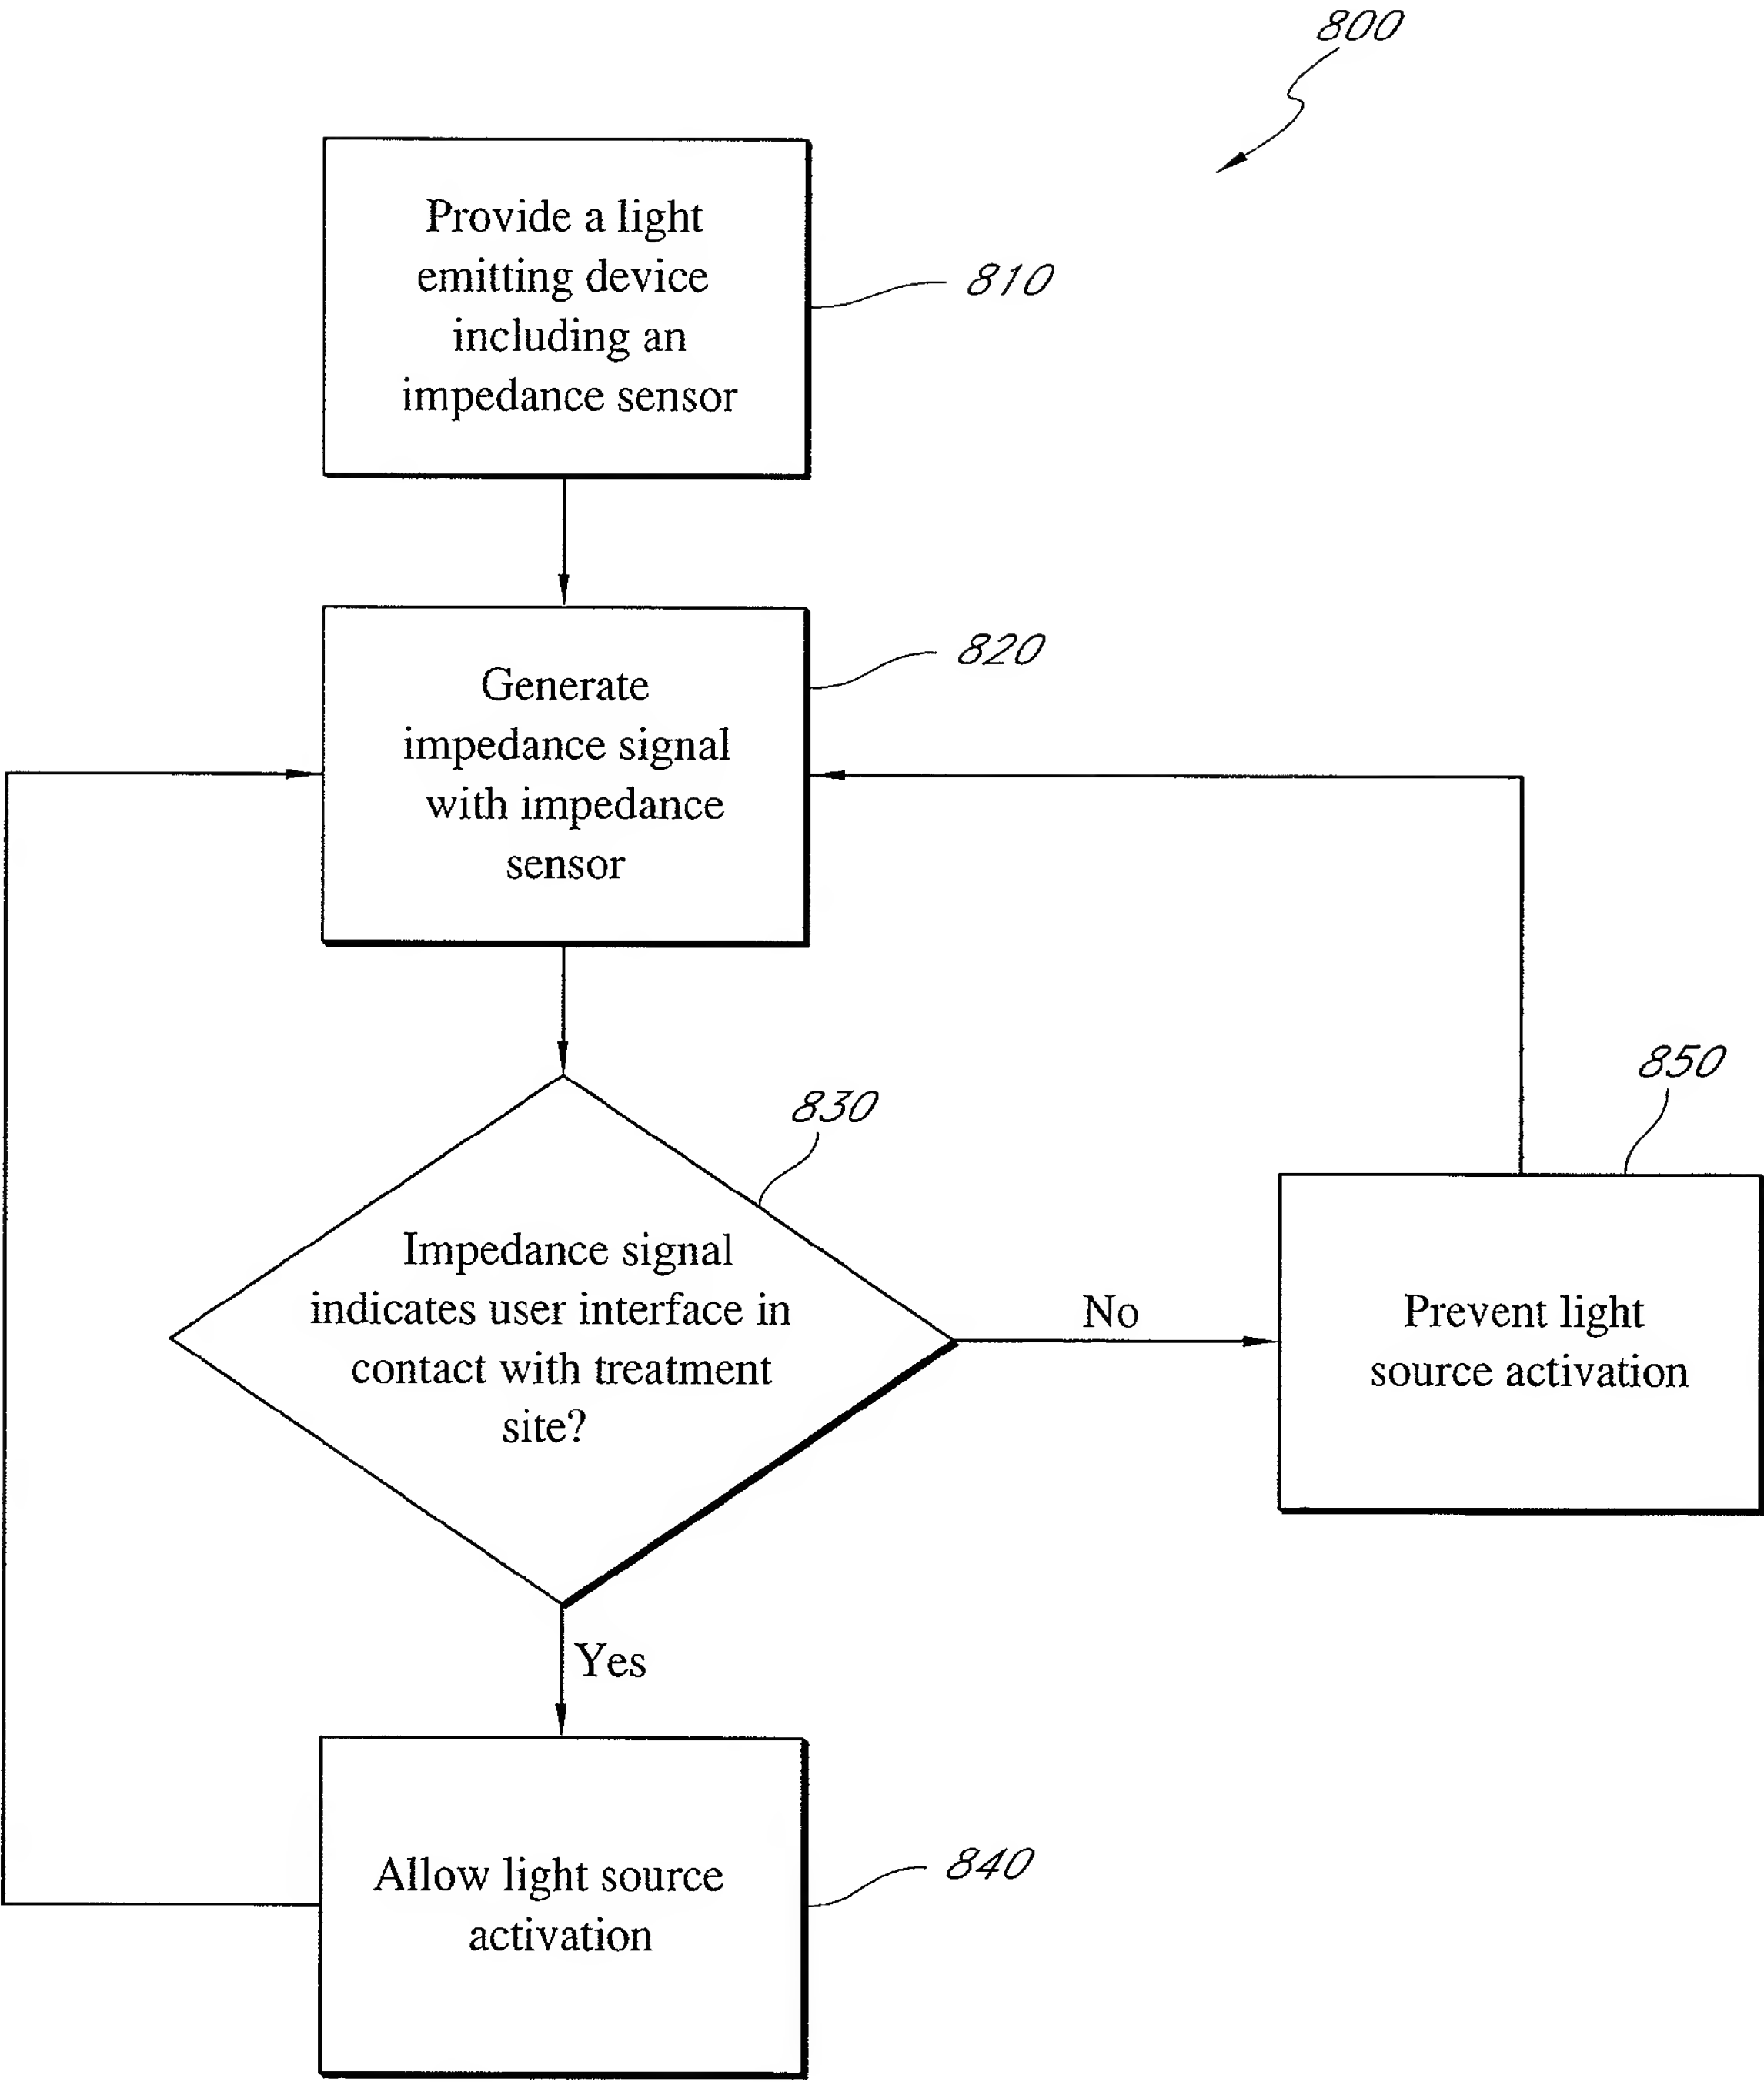 800
Provide a light
emitting device
including an
impedance sensor
810
Generate
impedance signal
with impedance
sensor
820
830
Impedance signal
indicates user interface in
contact with treatment
site?
No
850
Prevent light
source activation
Yes
Allow light source
activation
840